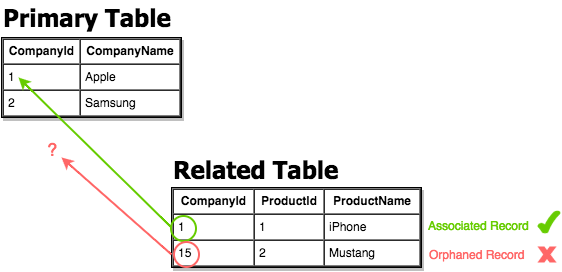 Primary Table
CompanyId CompanyName
1 Apple
2 Samsung
?
Related Table
CompanyId ProductId ProductName
1 1 iPhone Associated Record
15 2 Mustang Orphaned Record